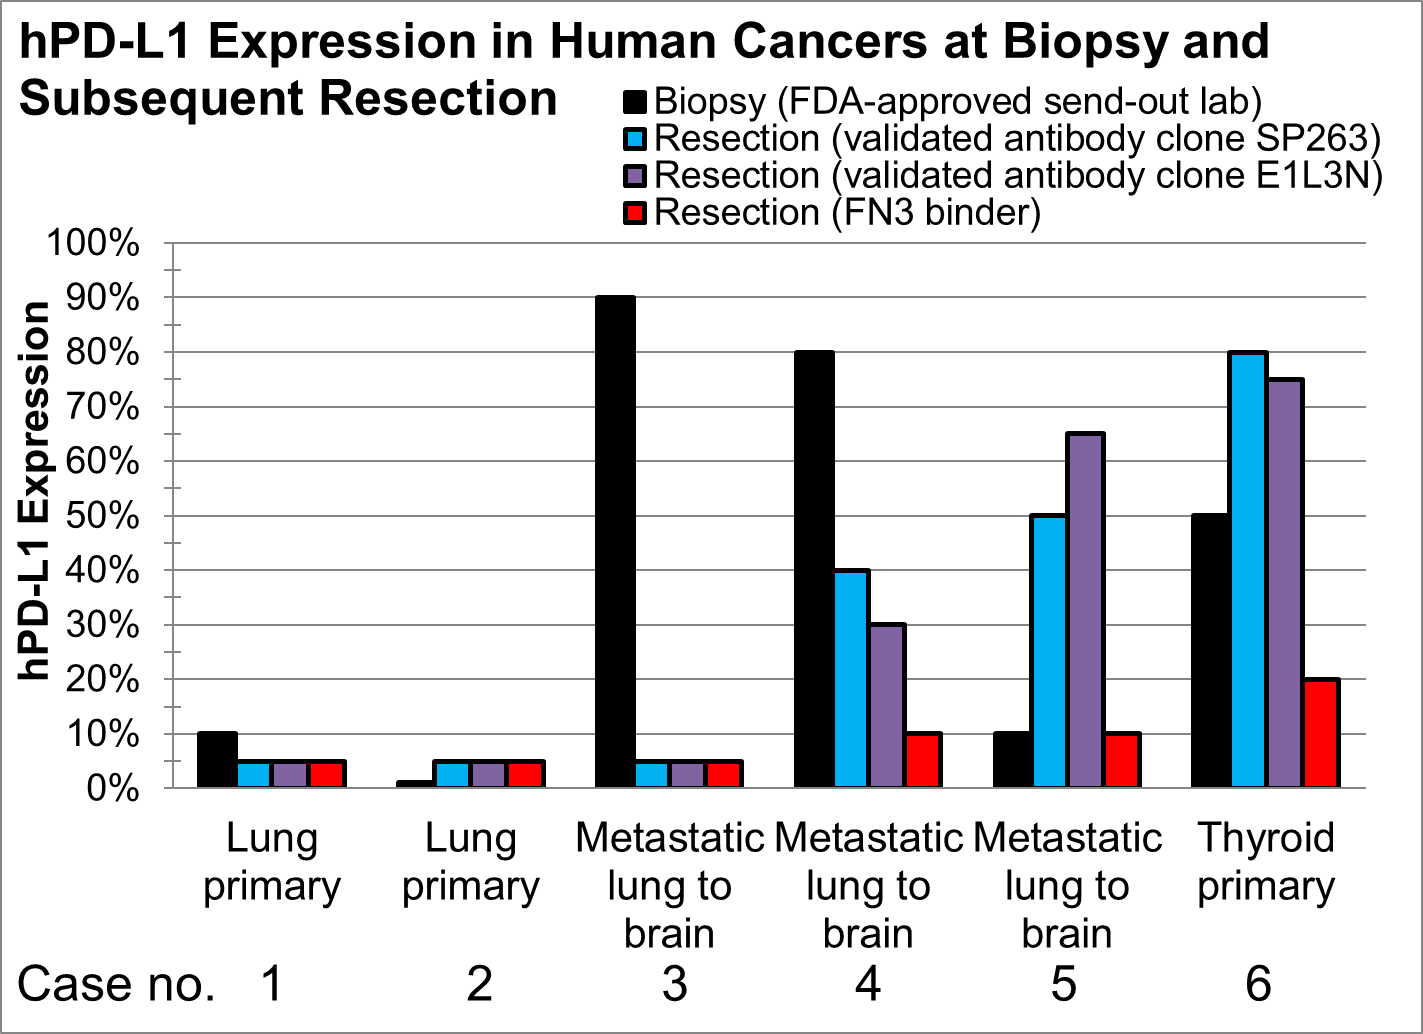 hPD-L1 Expression in Human Cancers at Biopsy and
Subsequent Resection
Biopsy (FDA-approved send-out lab)
Resection (validated antibody clone SP263)
Resection (validated antibody clone E1L3N)
Resection (FN3 binder)
hPD-L1 Expression
100%
90%
80%
70%
60%
50%
40%
30%
20%
10%
0%
Lung primary
Lung primary
Metastatic lung to brain
Metastatic lung to brain
Metastatic lung to brain
Thyroid primary
Case no. 1 2 3 4 5 6